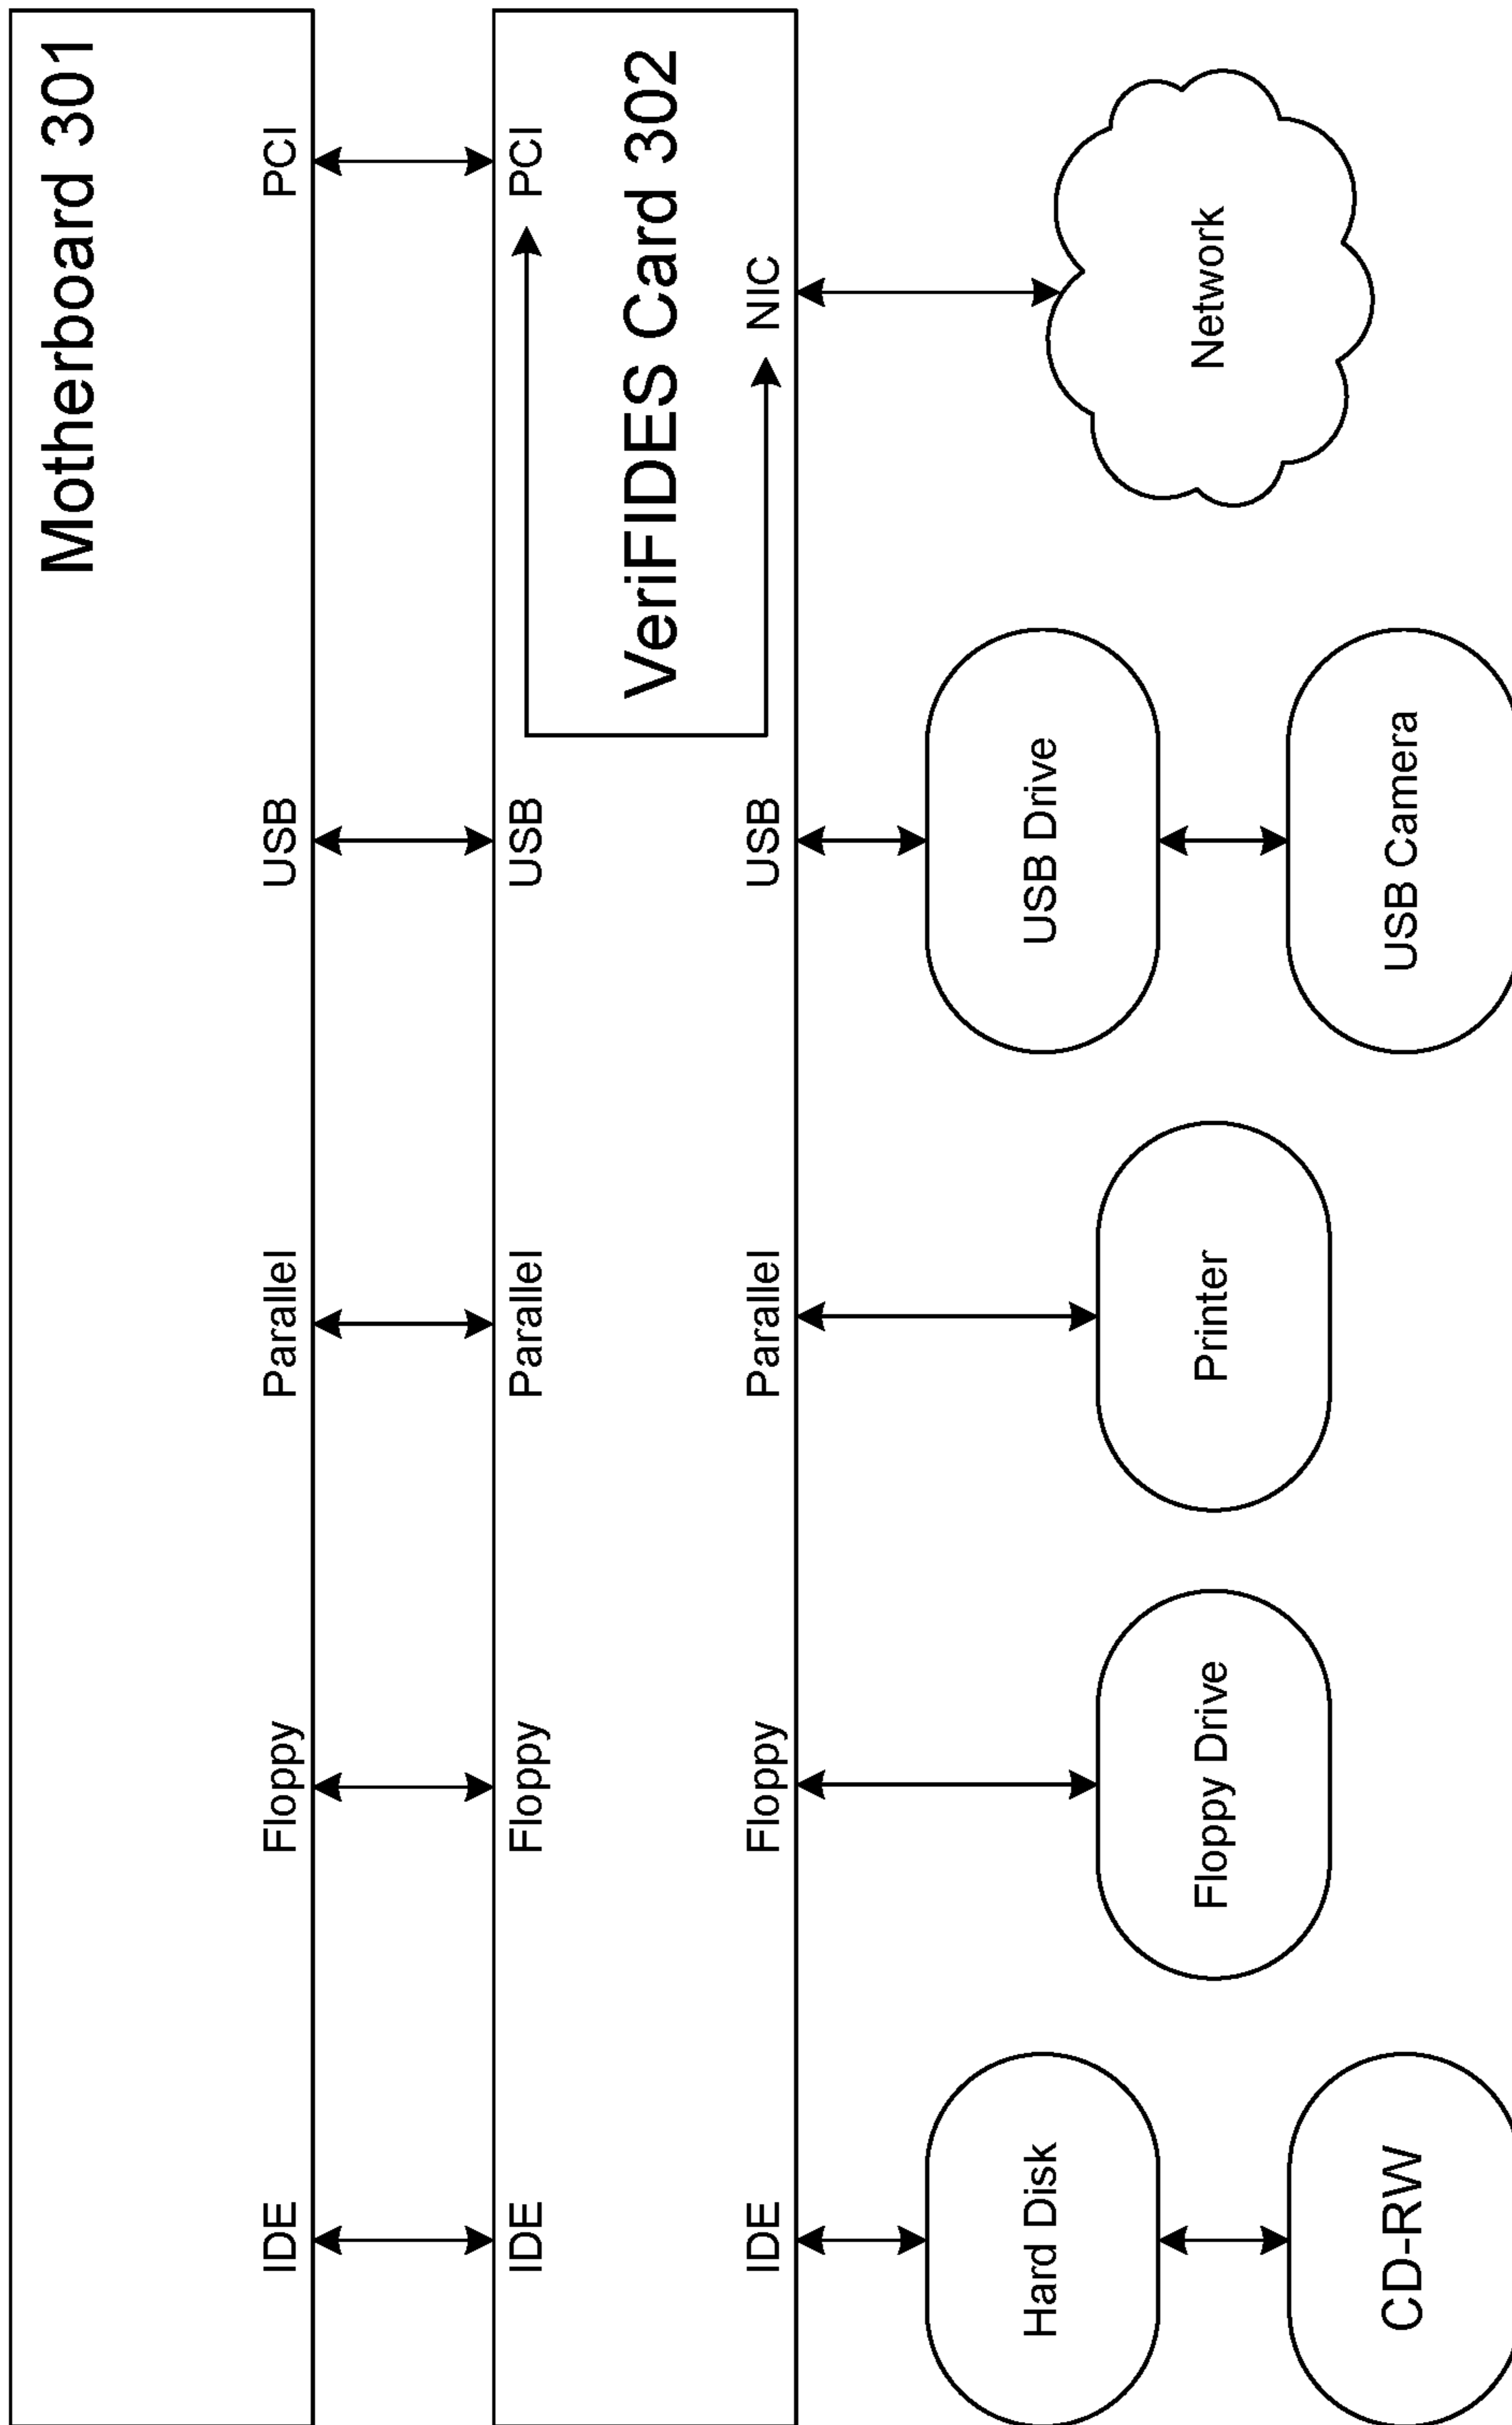 Motherboard 301
IDE
Floppy
Parallel
USB
PCI
IDE
Floppy
Parallel
USB
PCI
VeriFIDES Card 302
IDE
Floppy
Parallel
USB
NIC
Hard Disk
Floppy Drive
Printer
USB Drive
Network
CD-RW
USB Camera